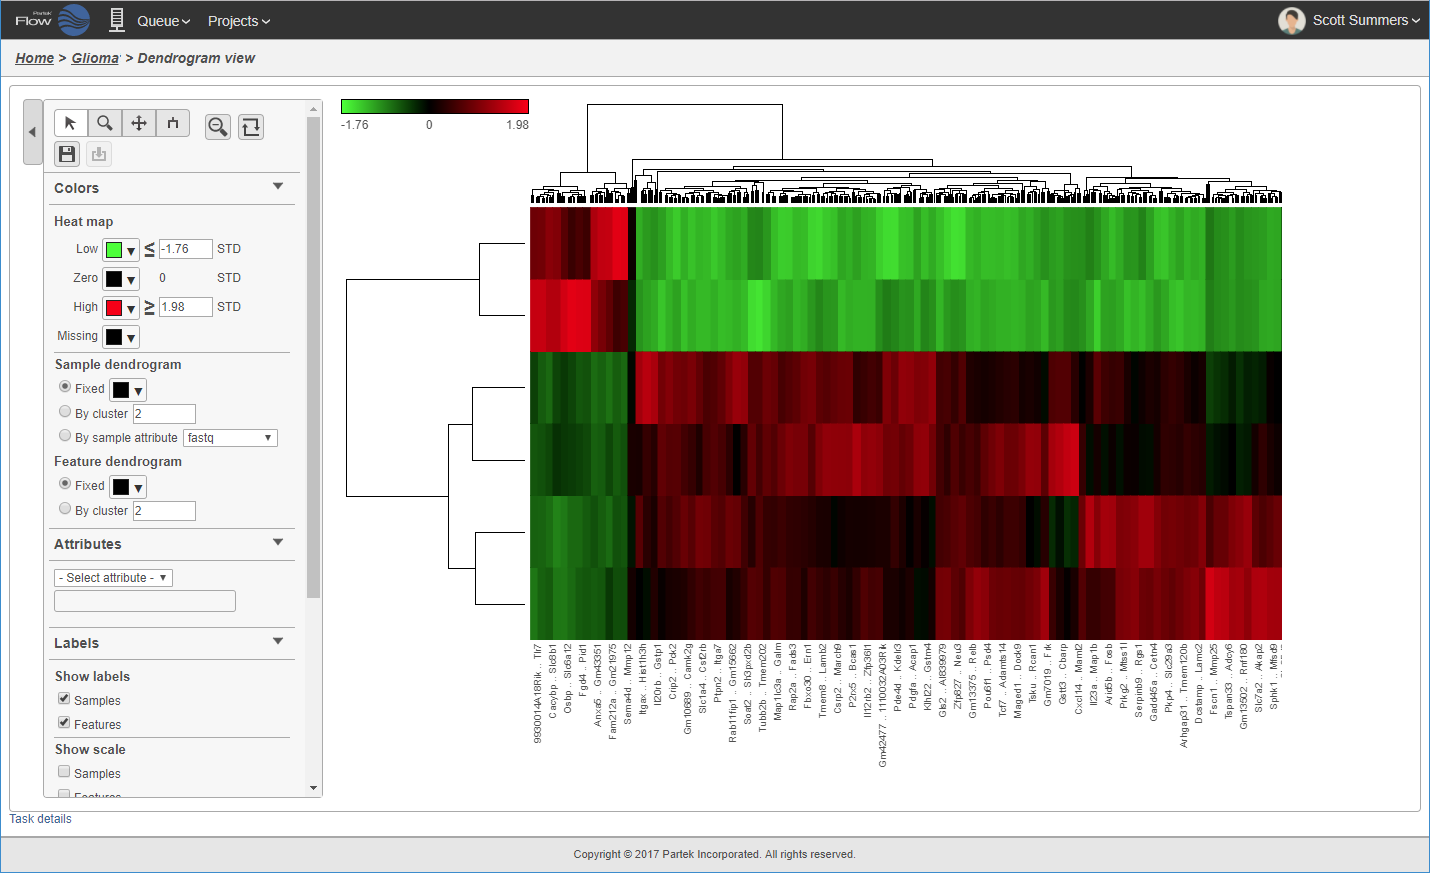 Partek
Flow
Queue
Projects
Scott Summers
Home > Glioma > Dendrogram view
-1.76
0
1.98
Colors
Heat map
Low ≤ -1.76 STD
Zero 0 STD
High ≥ 1.98 STD
Missing
Sample dendrogram
Fixed
By cluster 2
By sample attribute fastq
Feature dendrogram
Fixed
By cluster 2
Attributes
- Select attribute -
Labels
Show labels
Samples
Features
Show scale
Samples
Features
9930014A18Rik .. Tlr7
Cacybp .. Slc8b1
Osbp .. Slc6a12
Fgd4 .. Pid1
Anxa5 .. Gm43351
Fam212a .. Gm21975
Sema4d .. Mmp12
Itgax .. Hist1h3h
Il20rb .. Gstp1
Crip2 .. Pck2
Gm10689 .. Camk2g
Slc1a4 .. Csf2rb
Ptpn2 .. Itga7
Rab11fip1 .. Gm15662
Soat2 .. Sh3pxd2b
Tubb2b .. Tmem202
Map1lc3a .. Galm
Rap2a .. Fads3
Fbxo30 .. Ern1
Tmem8 .. Lamb2
Csrp2 .. March9
P2rx5 .. Bcas1
Il12rb2 .. Zfp36l1
Gm42477 .. 1110032A03Rik
Pde4d .. Kdelr3
Pdgfa .. Acap1
Klhl22 .. Gstm4
Gls2 .. AI839979
Zfp827 .. Neu3
Gm13375 .. Relb
Pou6f1 .. Psd4
Tcf7 .. Adamts14
Maged1 .. Dock9
Tsku .. Rcan1
Gm7019 .. Frk
Gstt3 .. Cbarp
Cxcl14 .. Maml2
Il23a .. Map1b
Arid5b .. Fosb
Prkg2 .. Mtss1l
Serpinb9 .. Rgs1
Gadd45a .. Cetn4
Pkp4 .. Slc29a3
Arhgap31 .. Tmem120b
Dcstamp .. Lamc2
Fscn1 .. Mmp25
Tspan33 .. Adcy6
Gm13502 .. Rnf180
Slc7a2 .. Akap2
Sphk1 .. Mfsd9
Task details
Copyright © 2017 Partek Incorporated. All rights reserved.